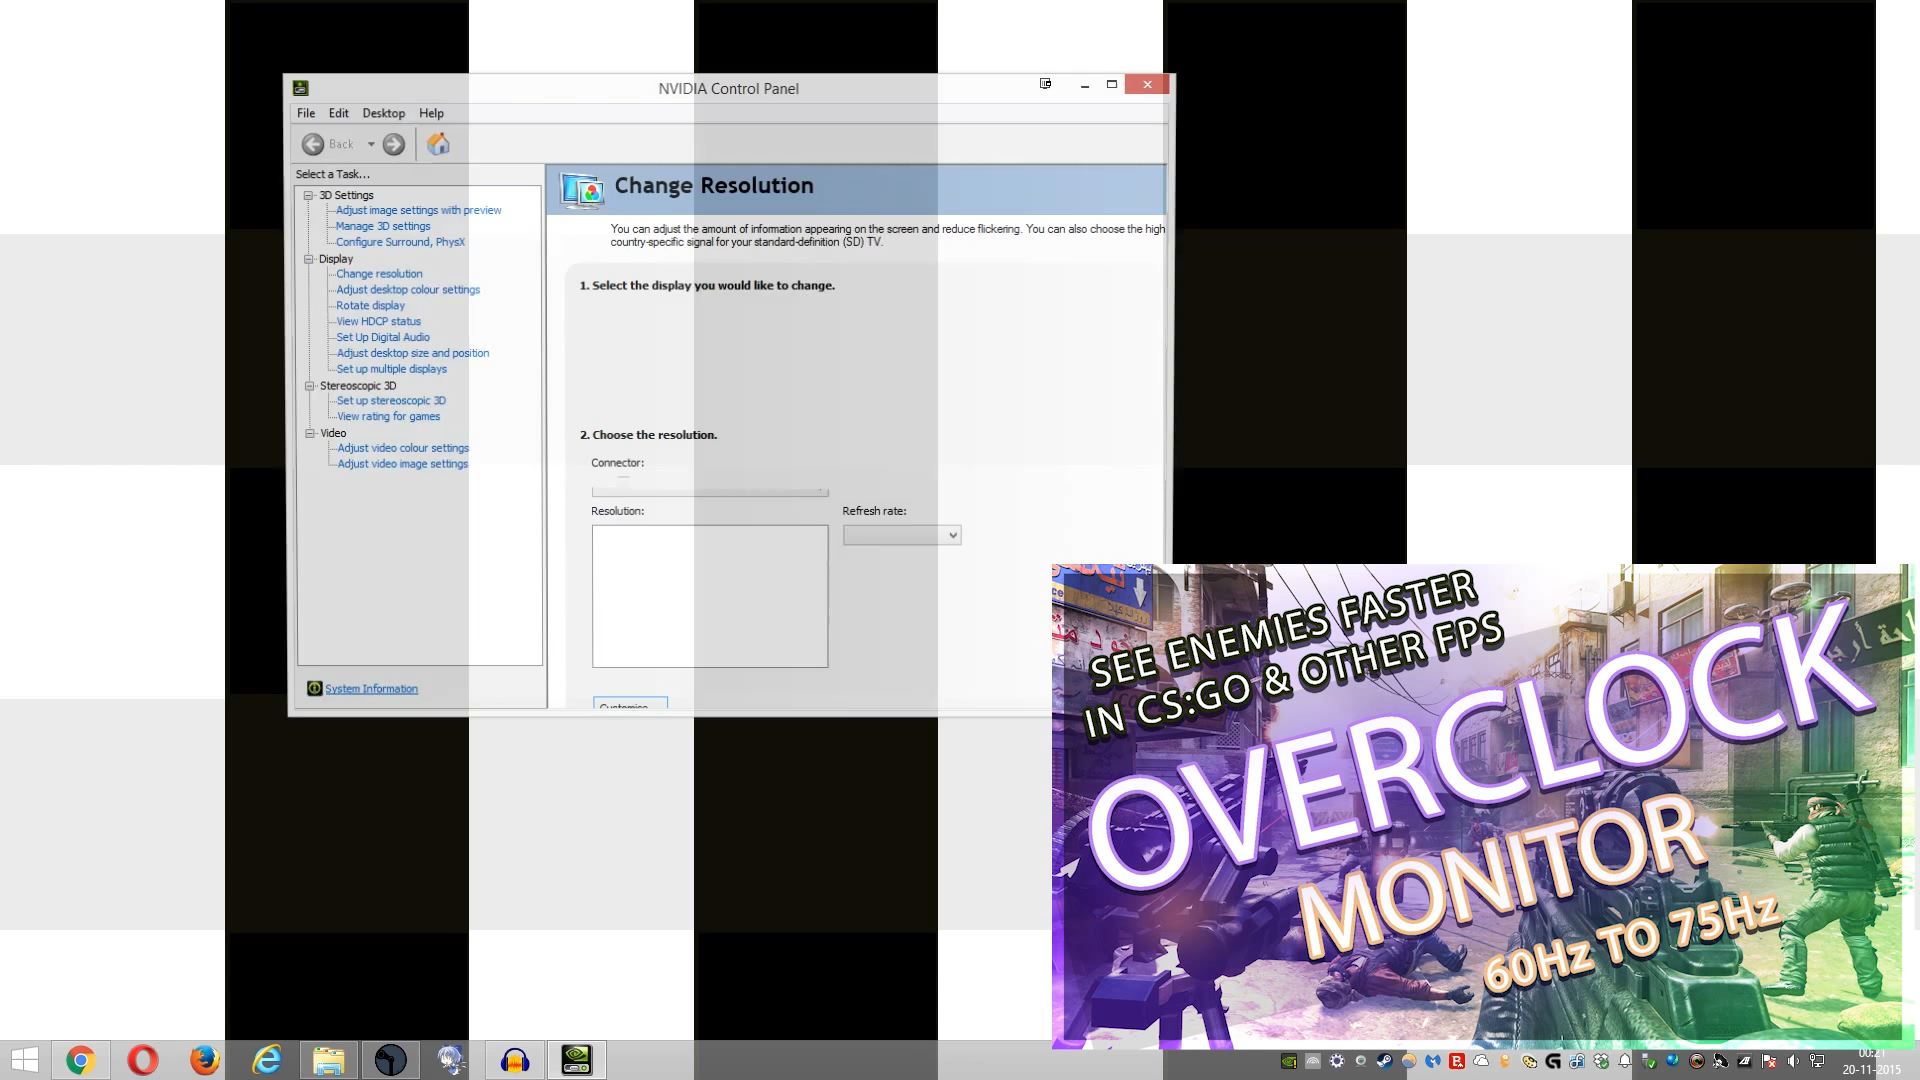 NVIDIA Control Panel
File Edit Desktop Help
Back
Select a Task...
3D Settings
Adjust image settings with preview
Manage 3D settings
Configure Surround, PhysX
Display
Change resolution
Adjust desktop colour settings
Rotate display
View HDCP status
Set Up Digital Audio
Adjust desktop size and position
Set up multiple displays
Stereoscopic 3D
Set up stereoscopic 3D
View rating for games
Video
Adjust video colour settings
Adjust video image settings
System Information
Change Resolution
You can adjust the amount of information appearing on the screen and reduce flickering. You can also choose the high
country-specific signal for your standard-definition (SD) TV.
1. Select the display you would like to change.
2. Choose the resolution.
Connector:
Resolution:
Refresh rate:
Customise...
SEE ENEMIES FASTER
IN CS:GO & OTHER FPS
OVERCLOCK
MONITOR
60Hz TO 75Hz
00:21
20-11-2015